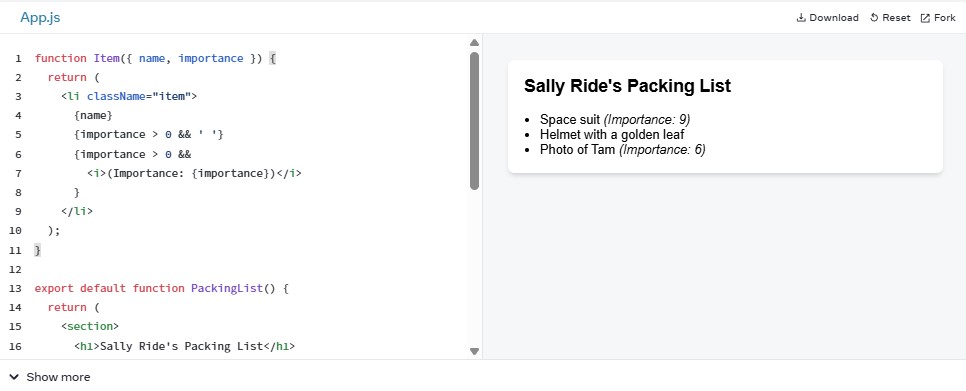 App.js
Download Reset Fork
1 function Item({ name, importance }) {
2   return (
3     <li className="item">
4       {name}
5       {importance > 0 && ' '}
6       {importance > 0 &&
7         <i>(Importance: {importance})</i>
8       }
9     </li>
10   );
11 }
12
13 export default function PackingList() {
14   return (
15     <section>
16       <h1>Sally Ride's Packing List</h1>
Show more
Sally Ride's Packing List
• Space suit (Importance: 9)
• Helmet with a golden leaf
• Photo of Tam (Importance: 6)